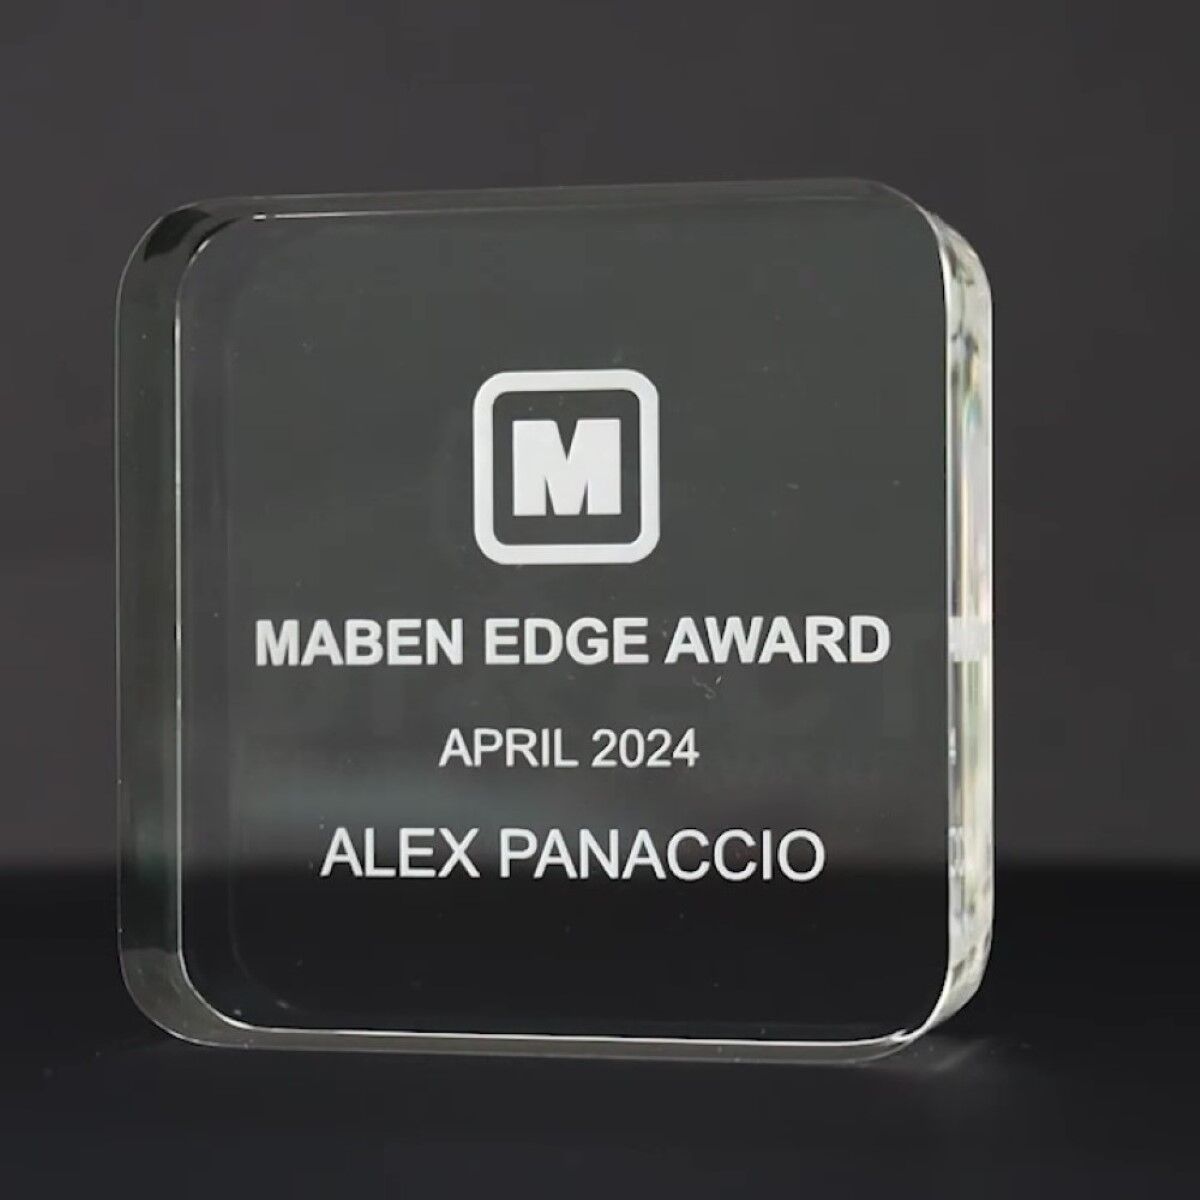 M
MABEN EDGE AWARD
APRIL 2024
ALEX PANACCIO